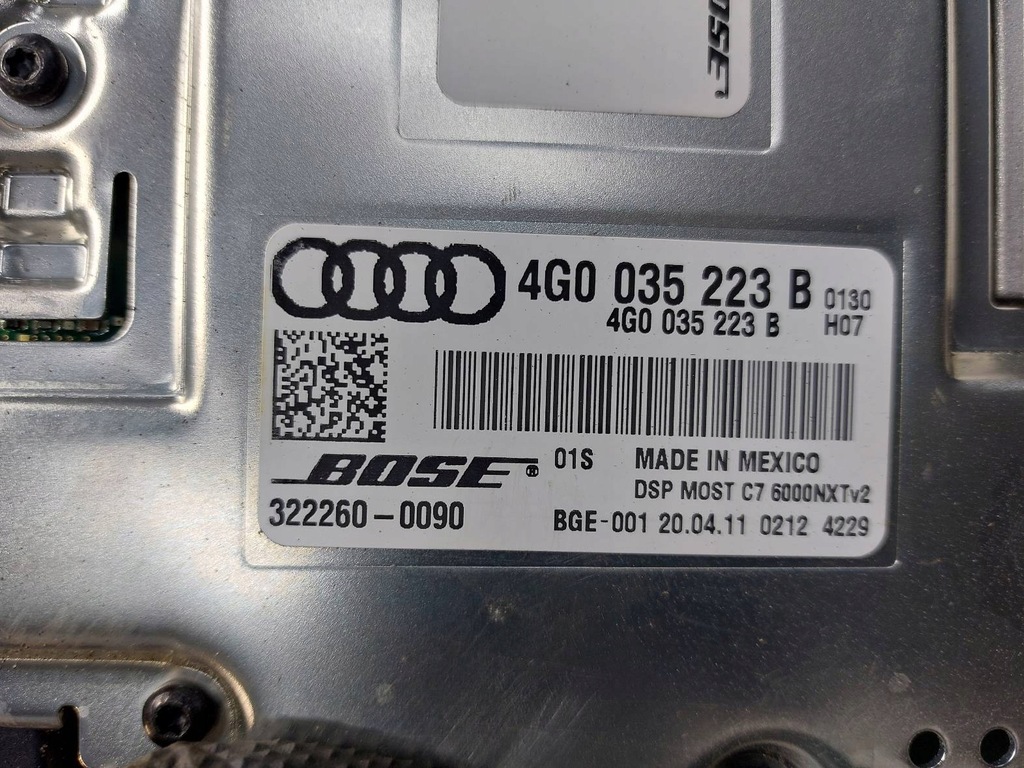 BOSE
4G0 035 223 B 0130
4G0 035 223 B H07
BOSE® 01S MADE IN MEXICO
DSP MOST C7 6000NXTv2
322260-0090 BGE-001 20.04.11 0212 4229